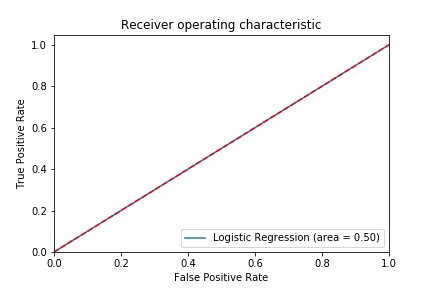 Receiver operating characteristic
1.0
0.8
0.6
0.4
0.2
0.0
True Positive Rate
Logistic Regression (area = 0.50)
0.0 0.2 0.4 0.6 0.8 1.0
False Positive Rate